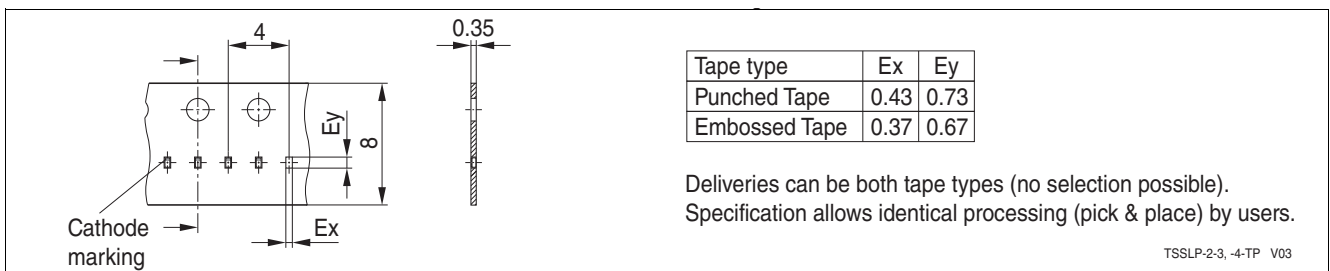 4
0.35
Ey
8
Ex
Cathode
marking
Tape type Ex Ey
Punched Tape 0.43 0.73
Embossed Tape 0.37 0.67
Deliveries can be both tape types (no selection possible).
Specification allows identical processing (pick & place) by users.
TSSLP-2-3, -4-TP V03